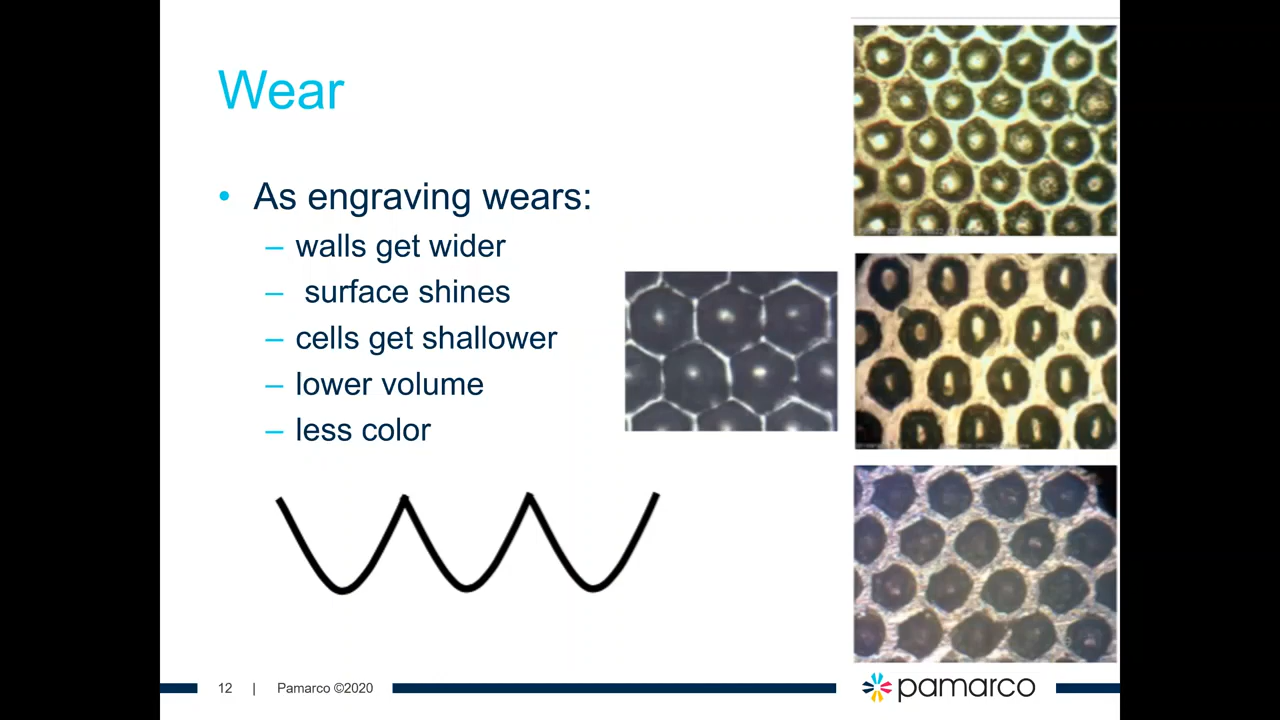 Wear
• As engraving wears:
– walls get wider
– surface shines
– cells get shallower
– lower volume
– less color
12 | Pamarco ©2020
pamarco